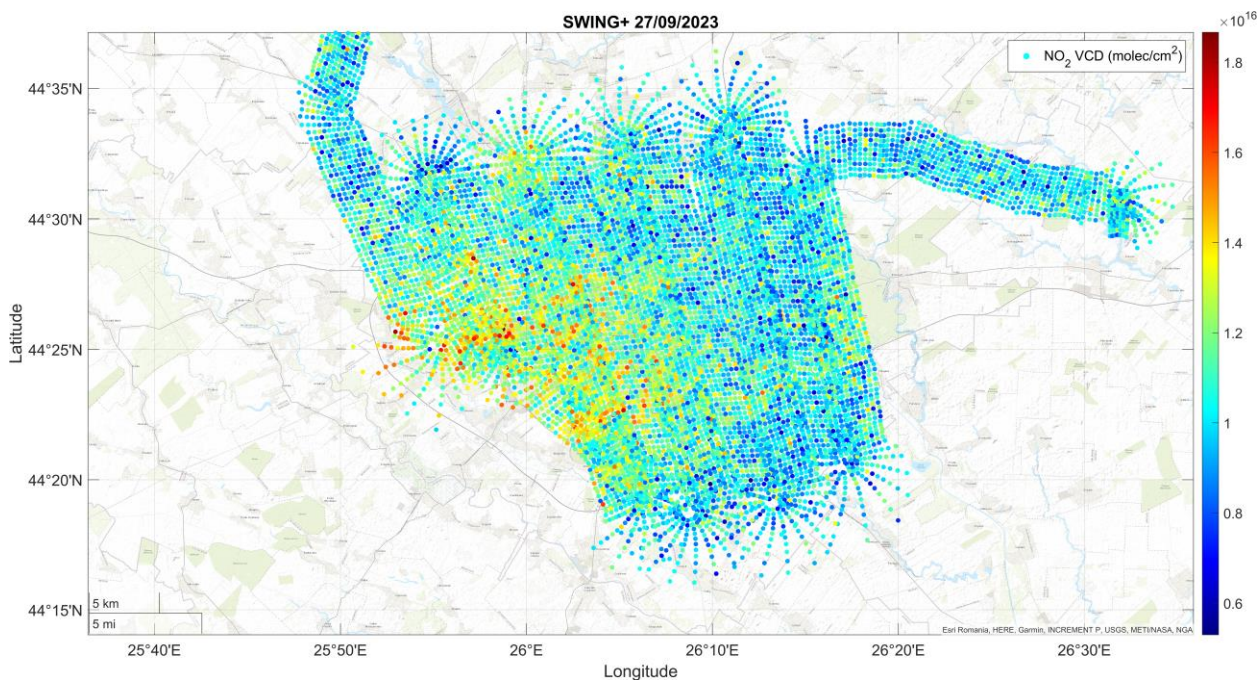 SWING+ 27/09/2023
×10¹⁶
NO₂ VCD (molec/cm²)
44°35'N
44°30'N
44°25'N
44°20'N
44°15'N
Latitude
1.8
1.6
1.4
1.2
1
0.8
0.6
5 km
5 mi
Esri Romania, HERE, Garmin, INCREMENT P, USGS, METI/NASA, NGA
25°40'E
25°50'E
26°E
26°10'E
26°20'E
26°30'E
Longitude